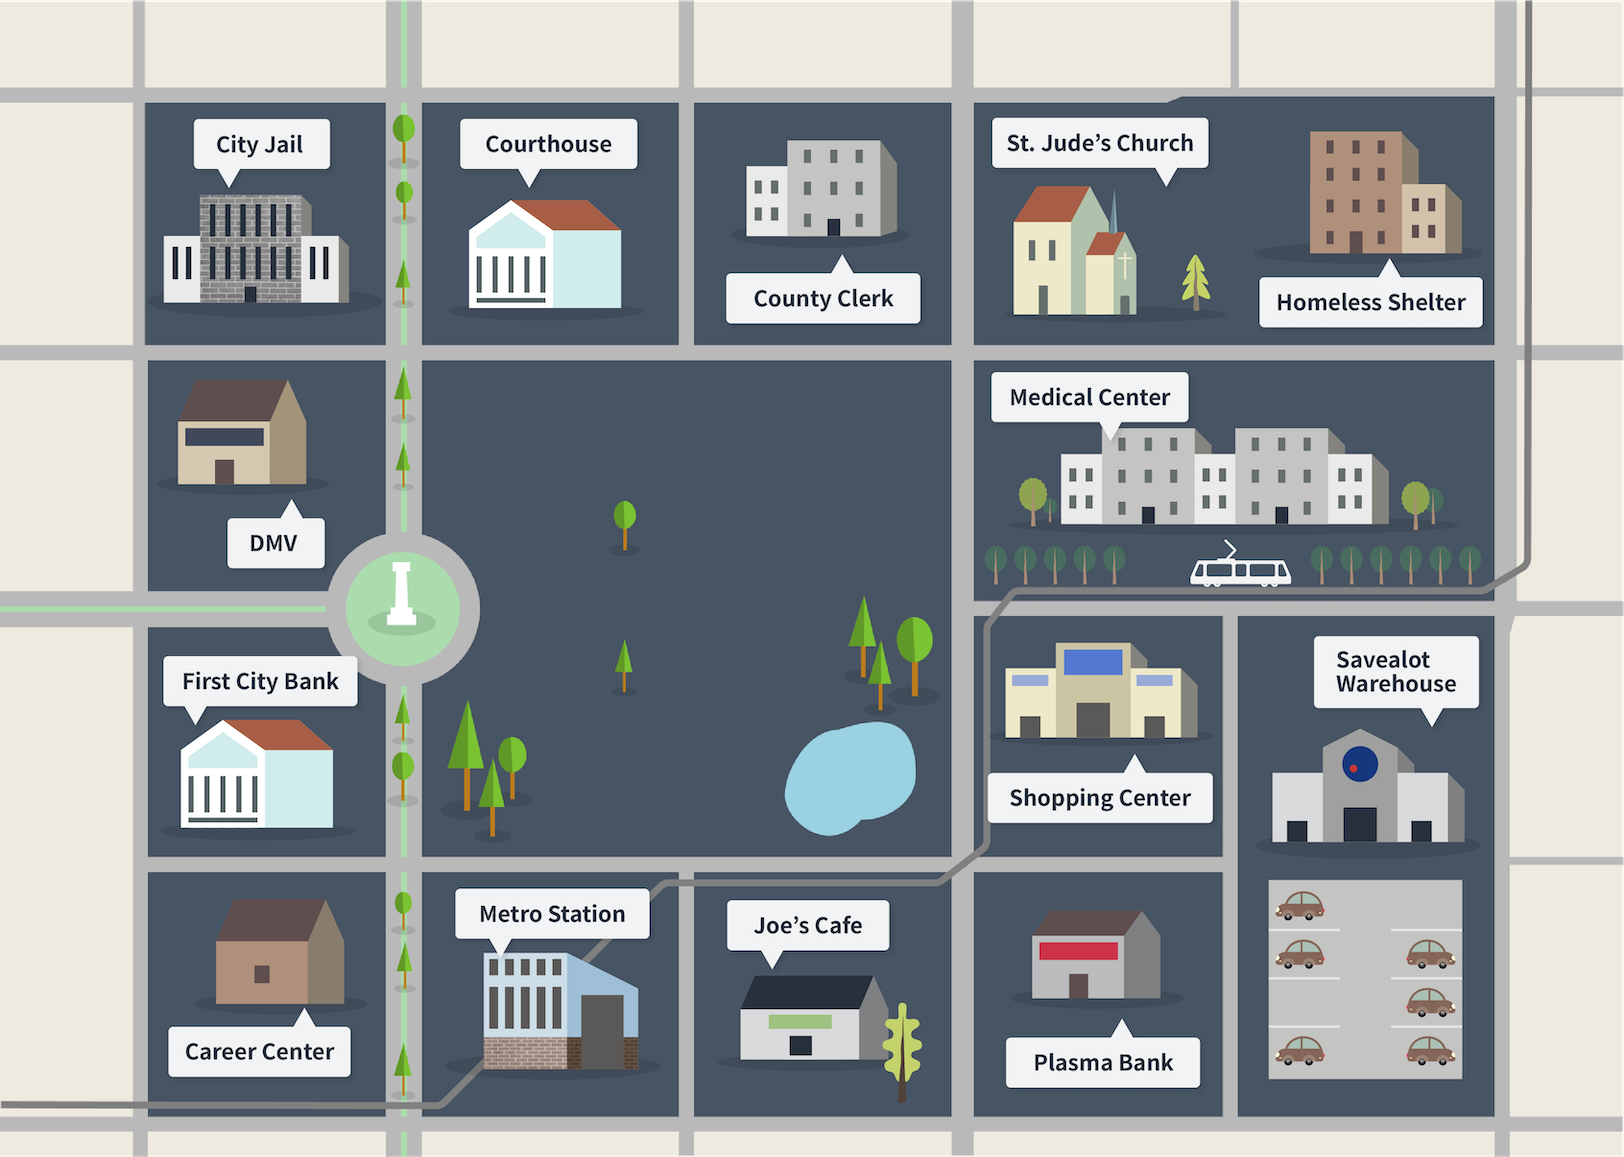 City Jail
Courthouse
County Clerk
St. Jude’s Church
Homeless Shelter
DMV
Medical Center
First City Bank
Shopping Center
Savealot
Warehouse
Career Center
Metro Station
Joe’s Cafe
Plasma Bank